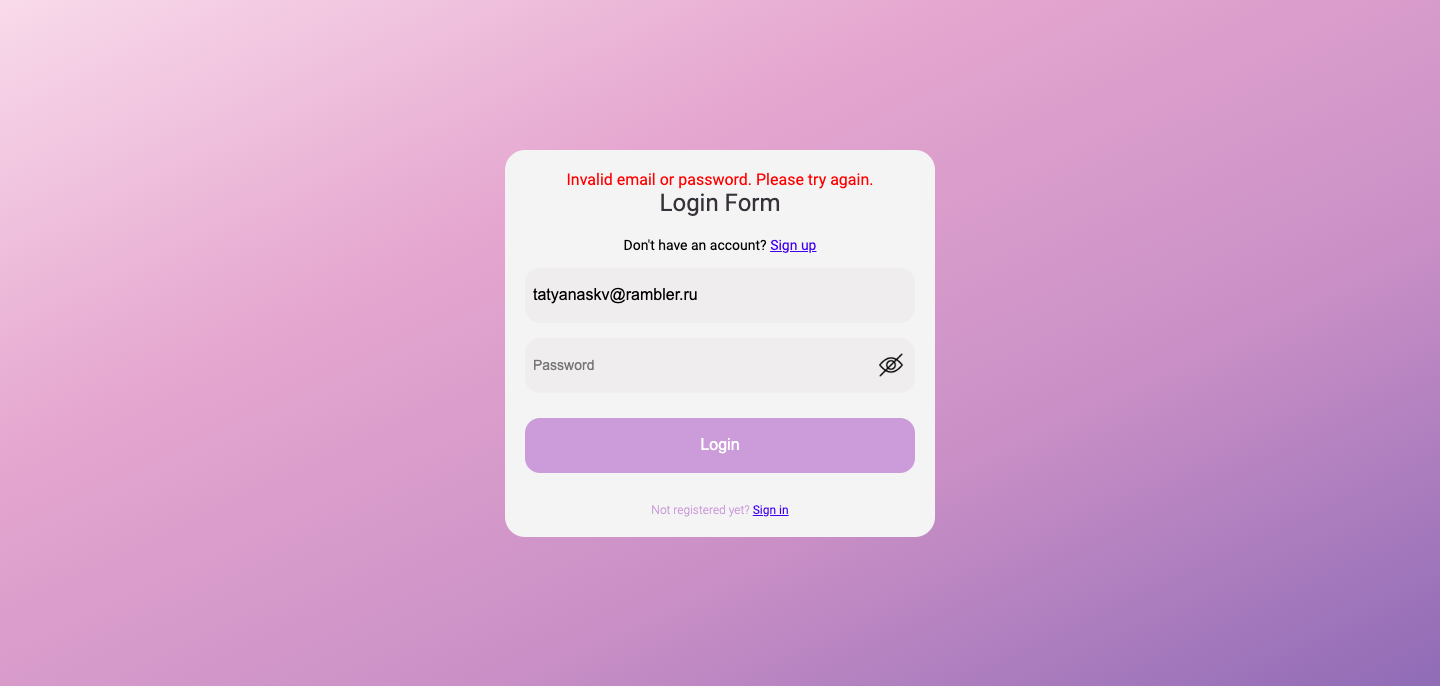 Invalid email or password. Please try again.
Login Form
Don't have an account? Sign up
tatyanaskv@rambler.ru
Password
Login
Not registered yet? Sign in